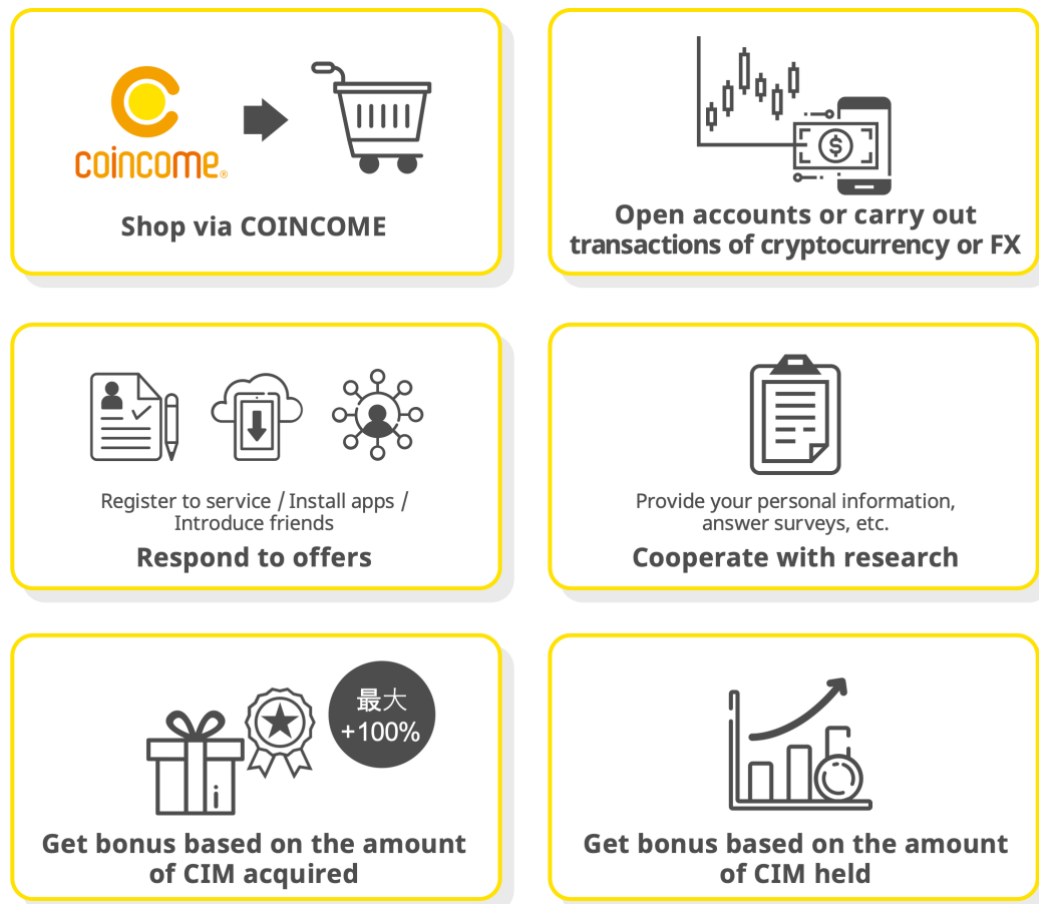 coincome®
Shop via COINCOME
Open accounts or carry out
transactions of cryptocurrency or FX
Register to service / Install apps /
Introduce friends
Respond to offers
Provide your personal information,
answer surveys, etc.
Cooperate with research
最大
+100%
Get bonus based on the amount
of CIM acquired
Get bonus based on the amount
of CIM held